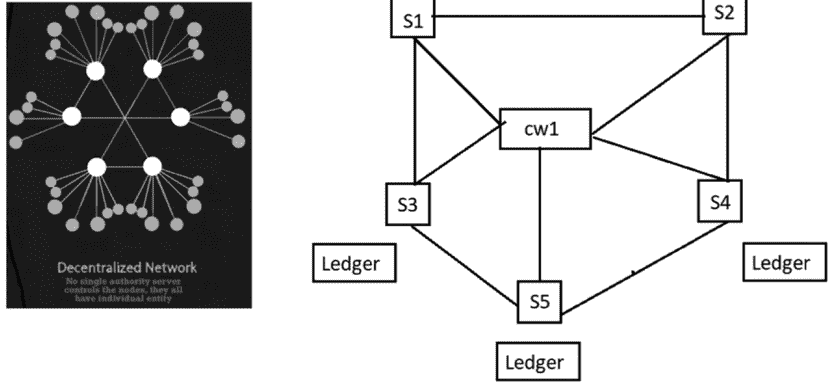 Decentralized Network
No single authority server
controls the nodes, they all
have individual entity
S1
S2
cw1
S3
S4
Ledger
Ledger
S5
Ledger